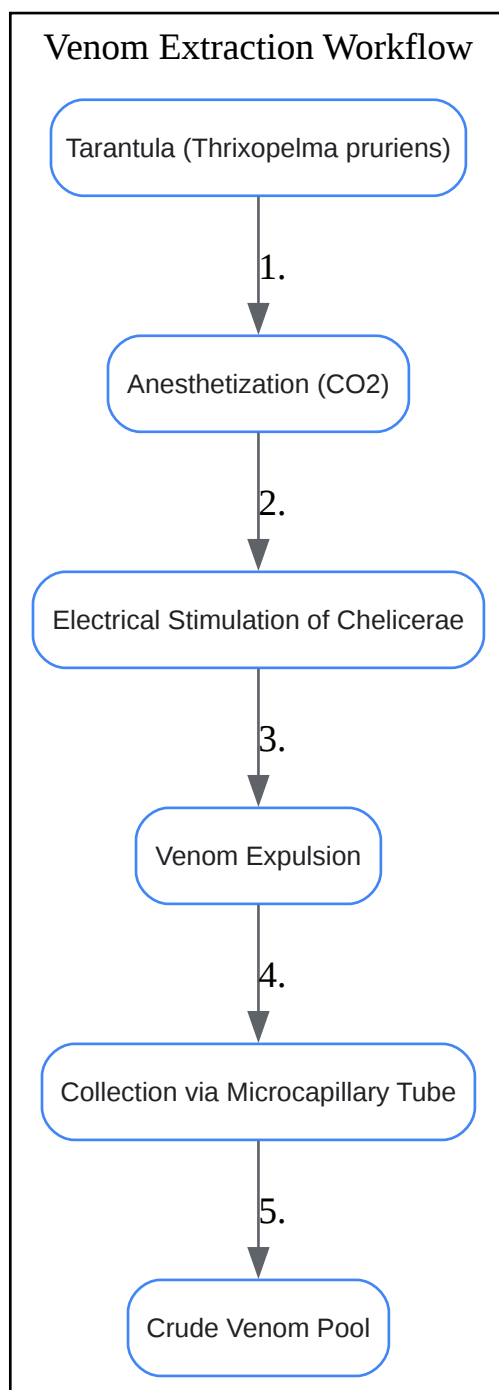 Venom Extraction Workflow
Tarantula (Thrixopelma pruriens)
1.
Anesthetization (CO2)
2.
Electrical Stimulation of Chelicerae
3.
Venom Expulsion
4.
Collection via Microcapillary Tube
5.
Crude Venom Pool